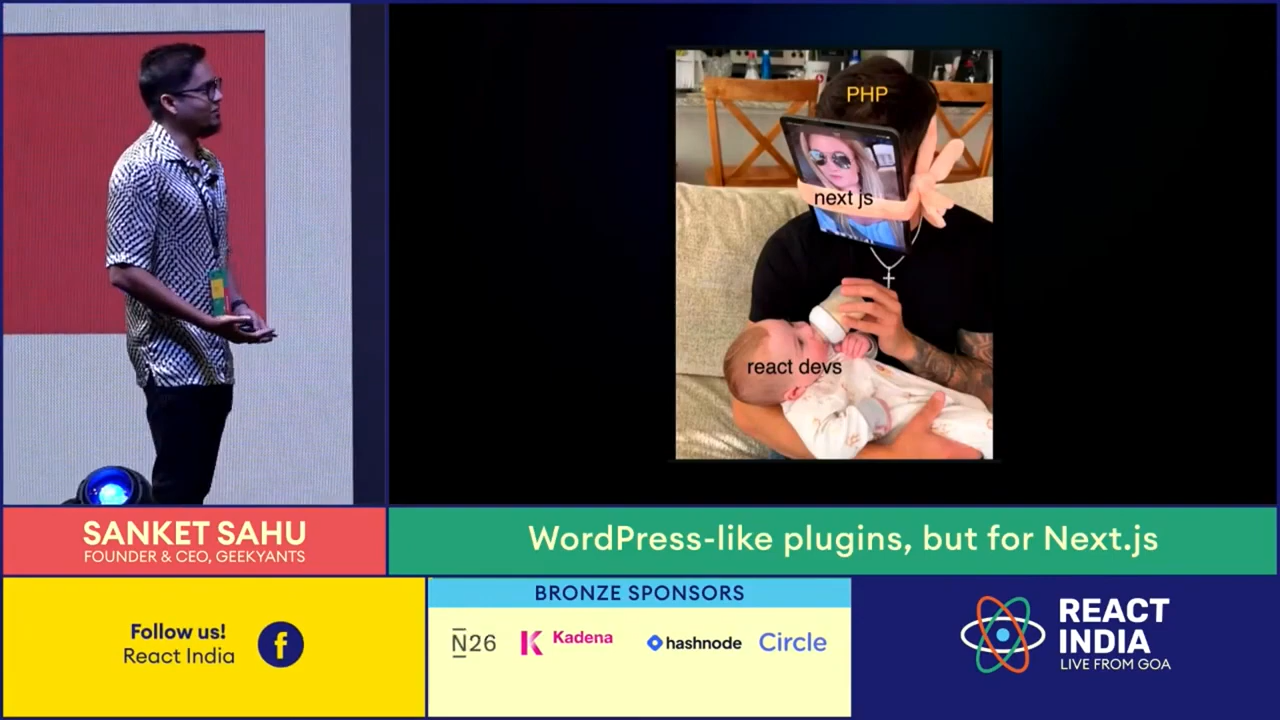 PHP
next js
react devs
SANKET SAHU
FOUNDER & CEO, GEEKYANTS
WordPress-like plugins, but for Next.js
Follow us!
React India
BRONZE SPONSORS
N26
Kadena
hashnode
Circle
REACT
INDIA
LIVE FROM GOA